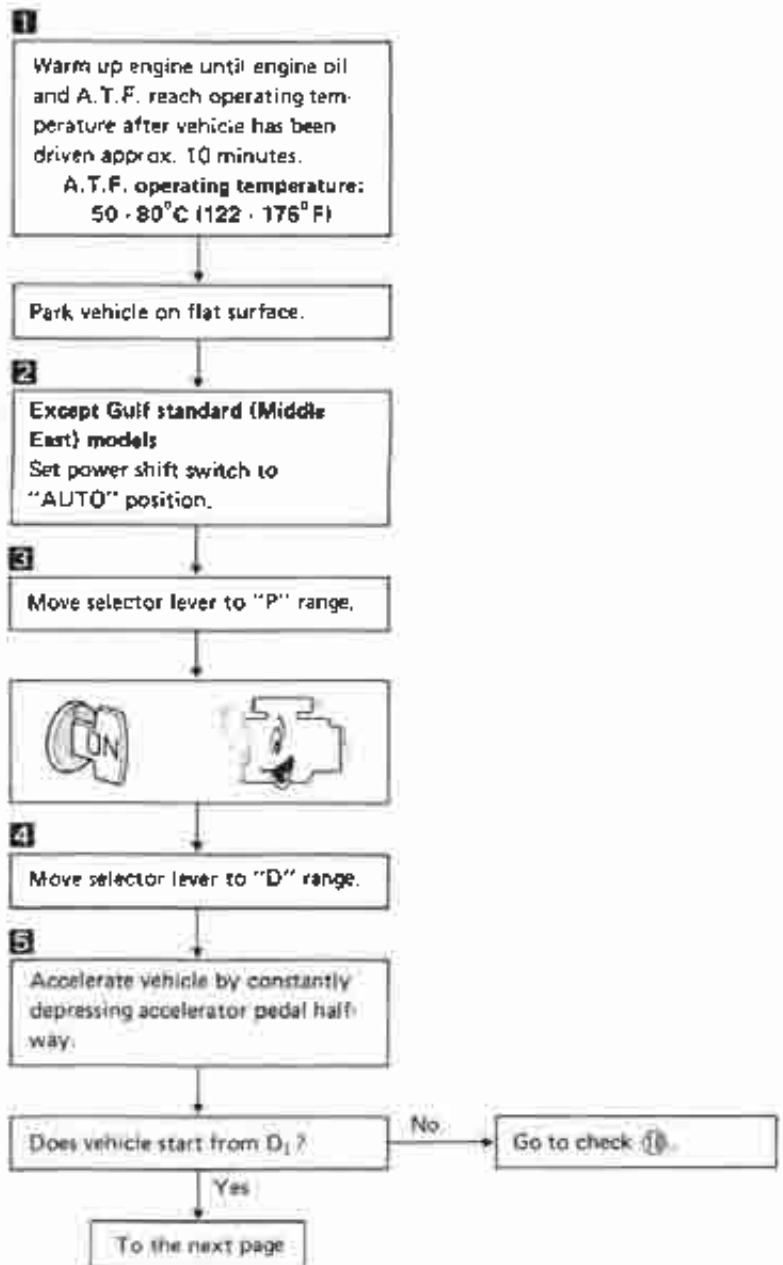 1
Warm up engine until engine oil
and A.T.F. reach operating tem-
perature after vehicle has been
driven approx. 10 minutes.
A.T.F. operating temperature:
50 - 80°C (122 - 176°F)
Park vehicle on flat surface.
2
Except Gulf standard (Middle
East) models
Set power shift switch to
"AUTO" position.
3
Move selector lever to "P" range.
ON
4
Move selector lever to "D" range.
5
Accelerate vehicle by constantly
depressing accelerator pedal half-
way.
Does vehicle start from D1?
No
Go to check
Yes
To the next page